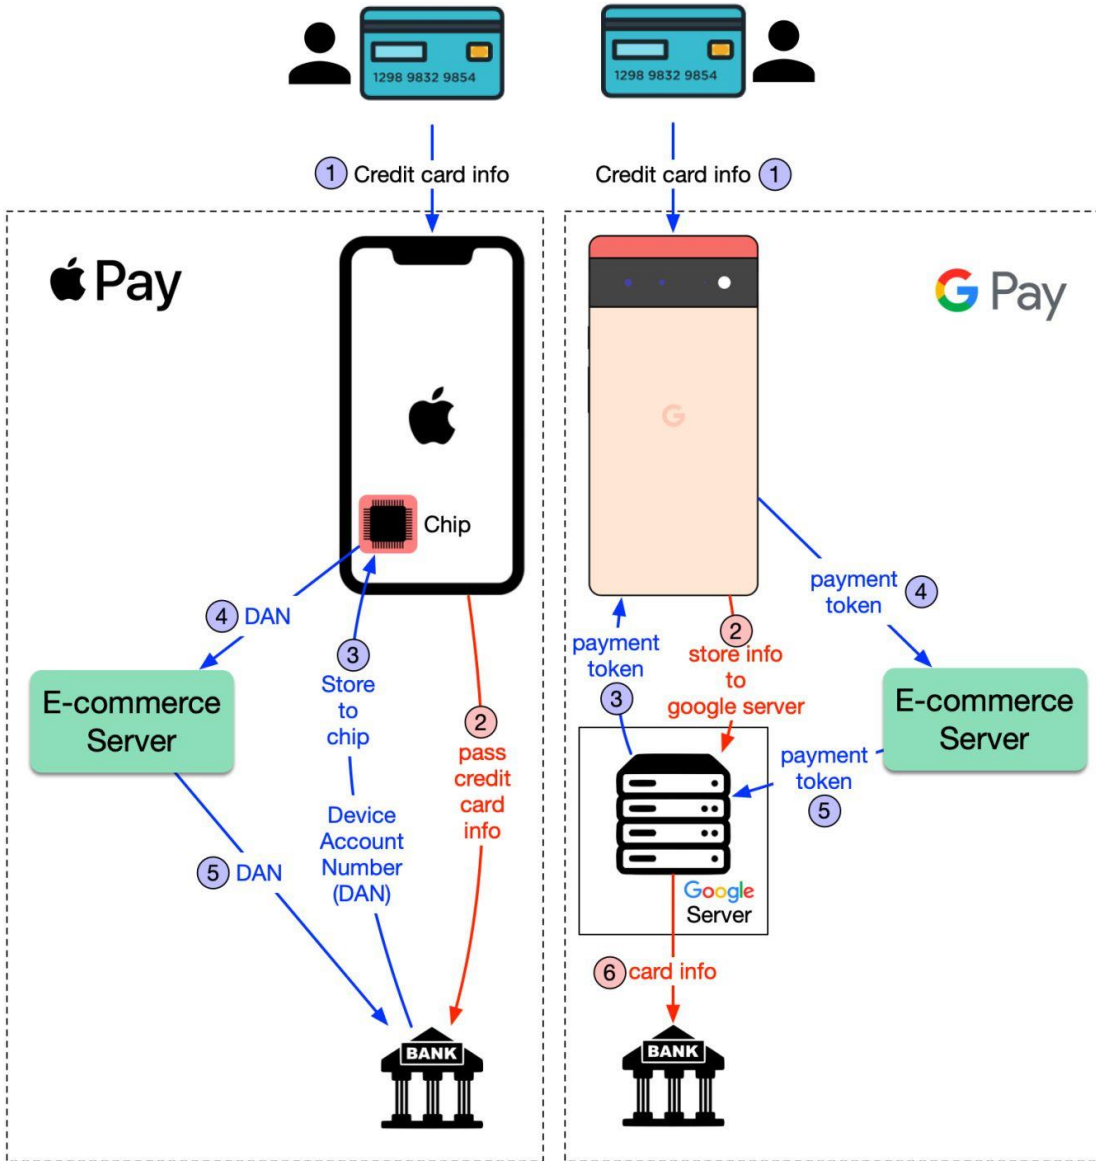 1298 9832 9854
1298 9832 9854
1 Credit card info
Credit card info 1
Pay
G Pay
G
Chip
4 DAN
3
Store
to
chip
Device
Account
Number
(DAN)
2
pass
credit
card
info
E-commerce
Server
5 DAN
BANK
payment
token
3
2
store info
to
google server
payment
token
4
E-commerce
Server
payment
token
5
Google
Server
6 card info
BANK